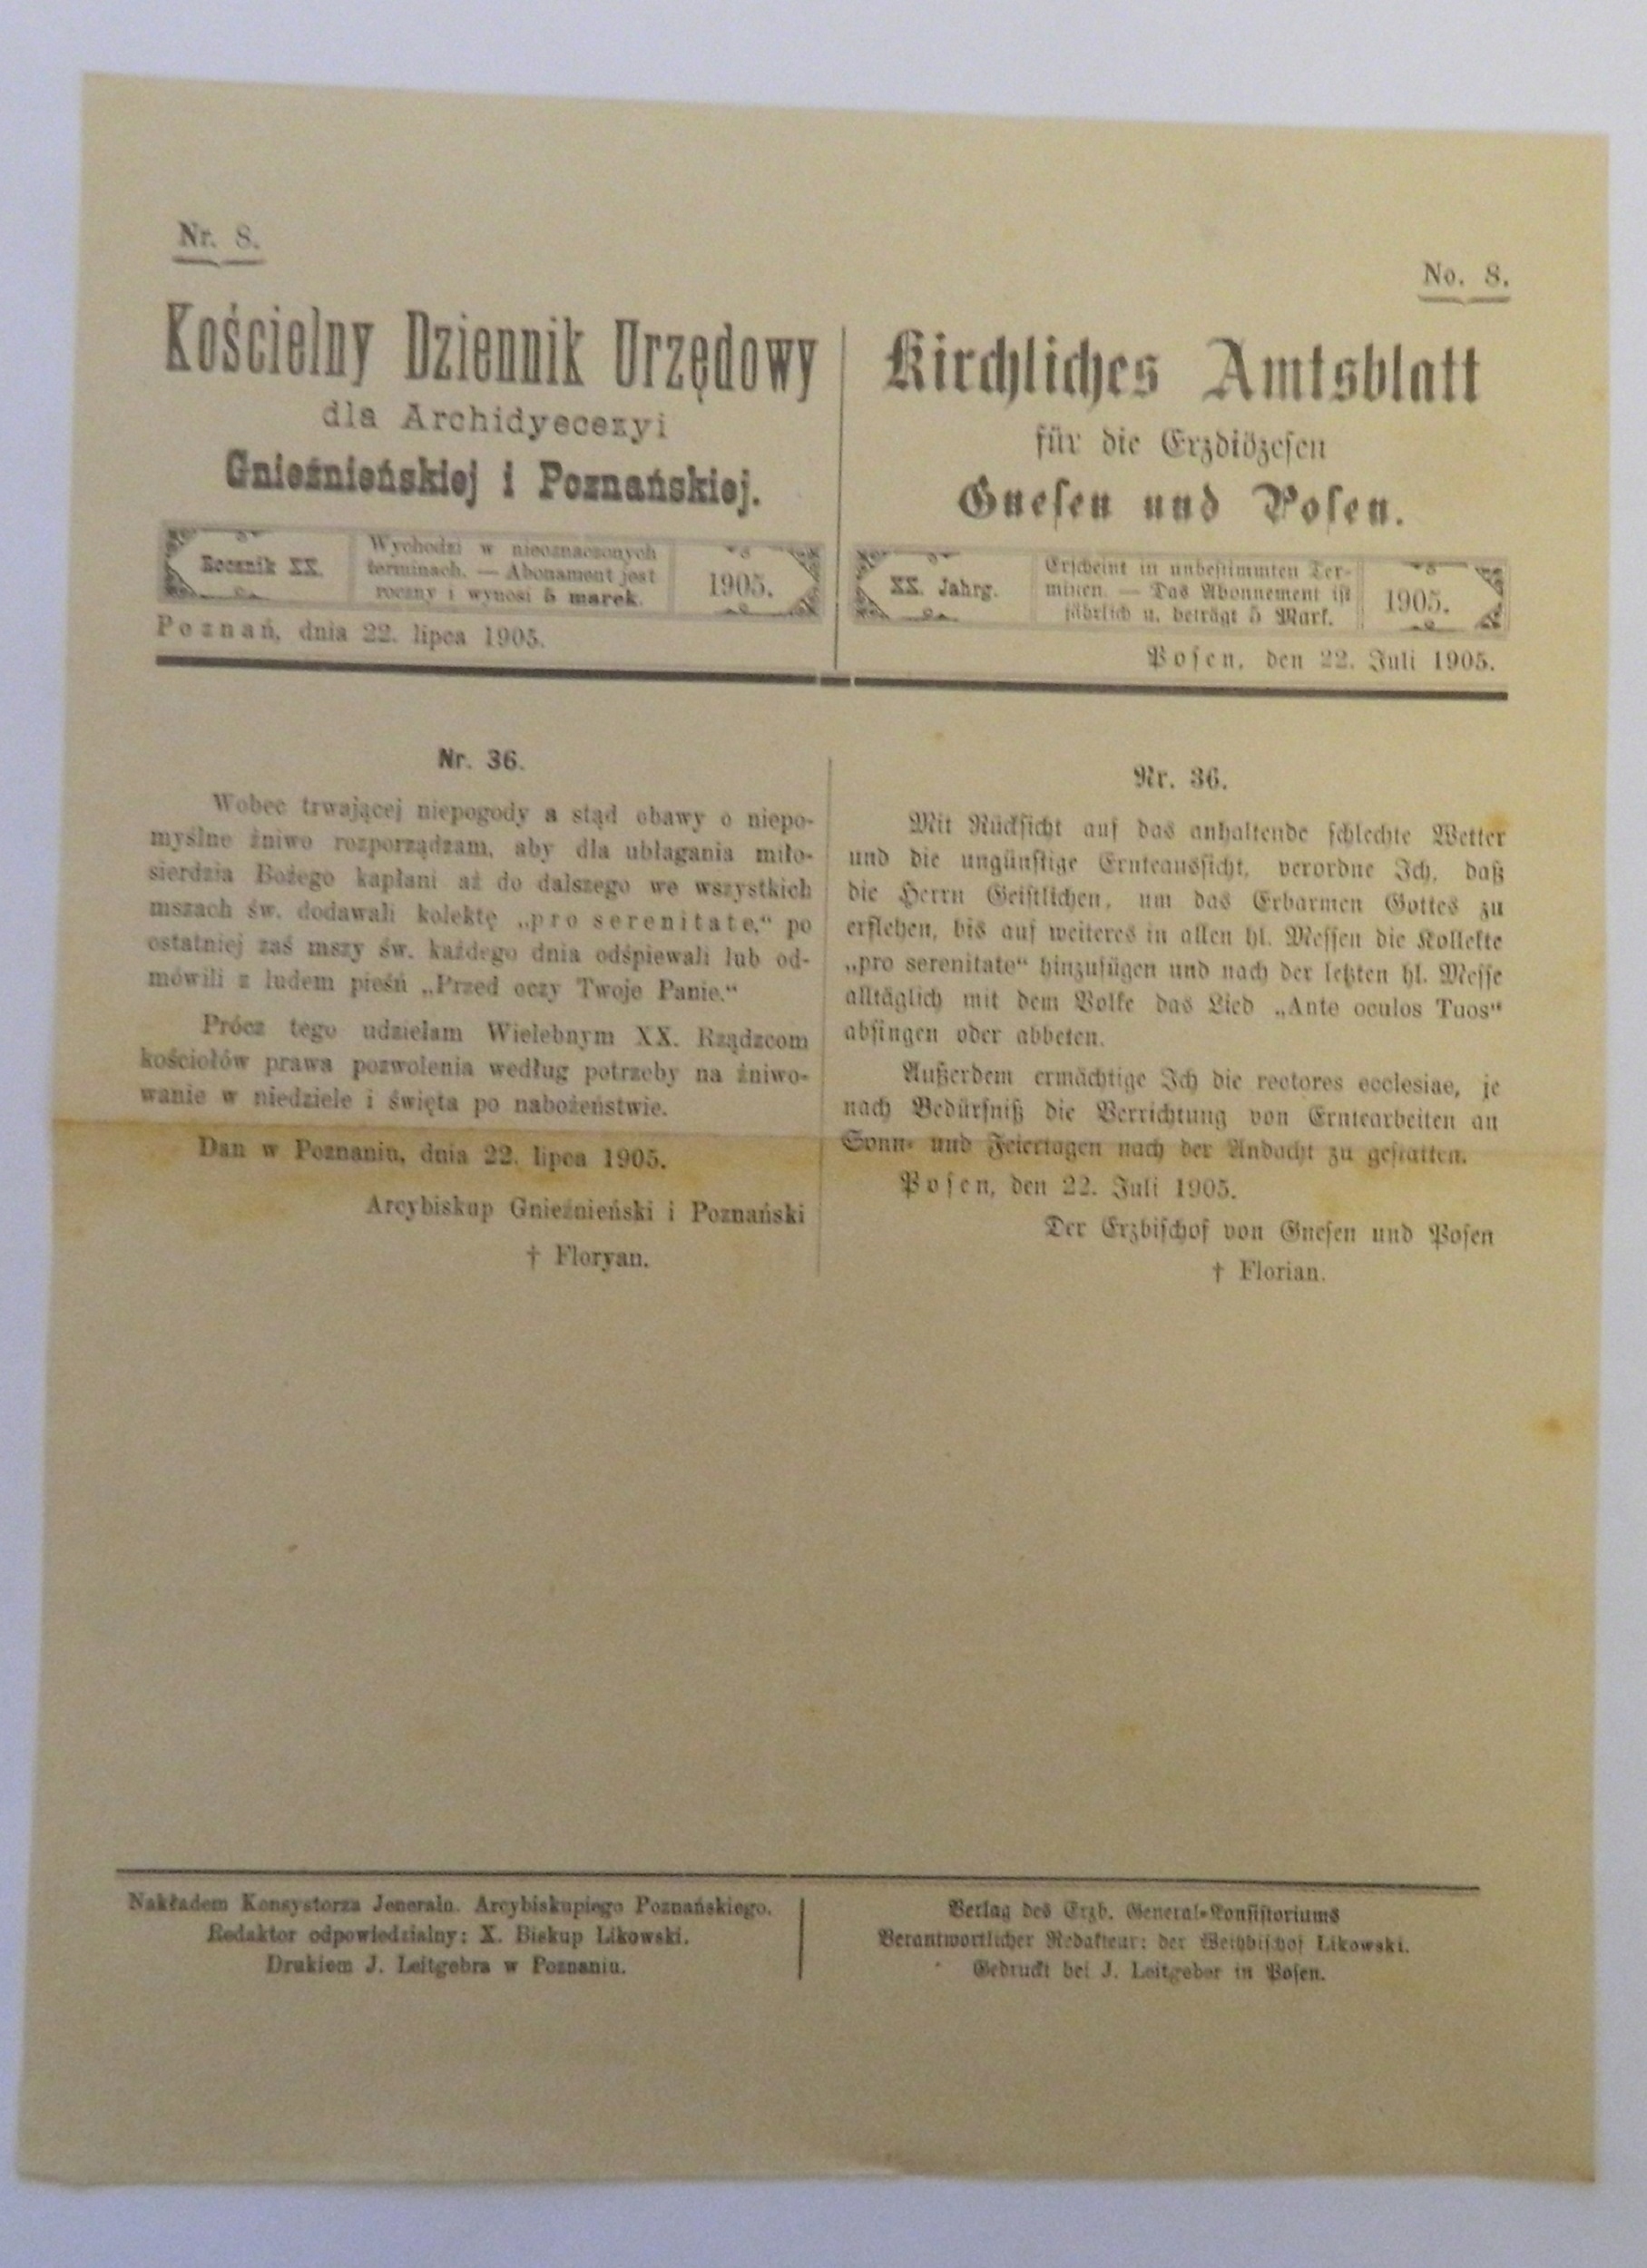 Nr. 8.
Kościelny Dziennik Urzędowy
dla Archidyecezyi
Gnieźnieńskiej i Poznańskiej.
Rocznik XX.
Wychodzi w nieoznaczonych
terminach. — Abonament jest
roczny i wynosi 5 marek.
1905.
Poznań, dnia 22. lipca 1905.
No. 8.
Kirchliches Amtsblatt
für die Erzdiözesen
Gnesen und Posen.
XX. Jahrg.
Erscheint in unbestimmten Ter-
minen. — Das Abonnement ist
jährlich u. beträgt 5 Mark.
1905.
Posen, den 22. Juli 1905.
Nr. 36.
Wobec trwającej niepogody a stąd obawy o niepo-
myślne żniwo rozporządzam, aby dla ubłagania miło-
sierdzia Bożego kapłani aż do dalszego we wszystkich
mszach św. dodawali kolektę „pro serenitate,“ po
ostatniej zaś mszy św. każdego dnia odśpiewali lub od-
mówili z ludem pieśń „Przed oczy Twoje Panie.“
Prócz tego udzielam Wielebnym XX. Rządzcom
kościołów prawa pozwolenia według potrzeby na żniwo-
wanie w niedziele i święta po nabożeństwie.
Dan w Poznaniu, dnia 22. lipca 1905.
Arcybiskup Gnieźnieński i Poznański
† Floryan.
Nr. 36.
Mit Rücksicht auf das anhaltende schlechte Wetter
und die ungünstige Ernteaussicht, verordne Ich, daß
die Herrn Geistlichen, um das Erbarmen Gottes zu
erflehen, bis auf weiteres in allen hl. Messen die Kollekte
„pro serenitate“ hinzufügen und nach der letzten hl. Messe
alltäglich mit dem Volke das Lied „Ante oculos Tuos“
absingen oder abbeten.
Außerdem ermächtige Ich die rectores ecclesiae, je
nach Bedürfniß die Verrichtung von Erntearbeiten an
Sonn- und Feiertagen nach der Andacht zu gestatten.
Posen, den 22. Juli 1905.
Der Erzbischof von Gnesen und Posen
† Florian.
Nakładem Konsystorza Jeneraln. Arcybiskupiego Poznańskiego.
Redaktor odpowiedzialny: X. Biskup Likowski.
Drukiem J. Leitgebra w Poznaniu.
Verlag des Erzb. General-Konsistoriums
Verantwortlicher Redakteur: der Weihbischof Likowski.
Gedruckt bei J. Leitgeber in Posen.